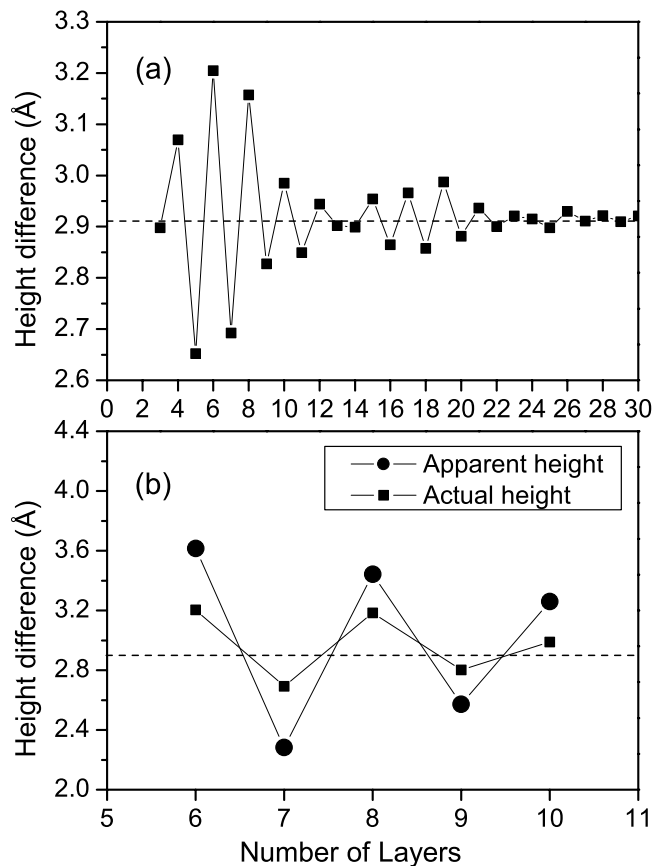 3.3
3.2
3.1
3.0
2.9
2.8
2.7
2.6
Height difference (Å)
(a)
0 2 4 6 8 10 12 14 16 18 20 22 24 26 28 30
4.4
4.0
3.6
3.2
2.8
2.4
2.0
Height difference (Å)
(b)
Apparent height
Actual height
5 6 7 8 9 10 11
Number of Layers